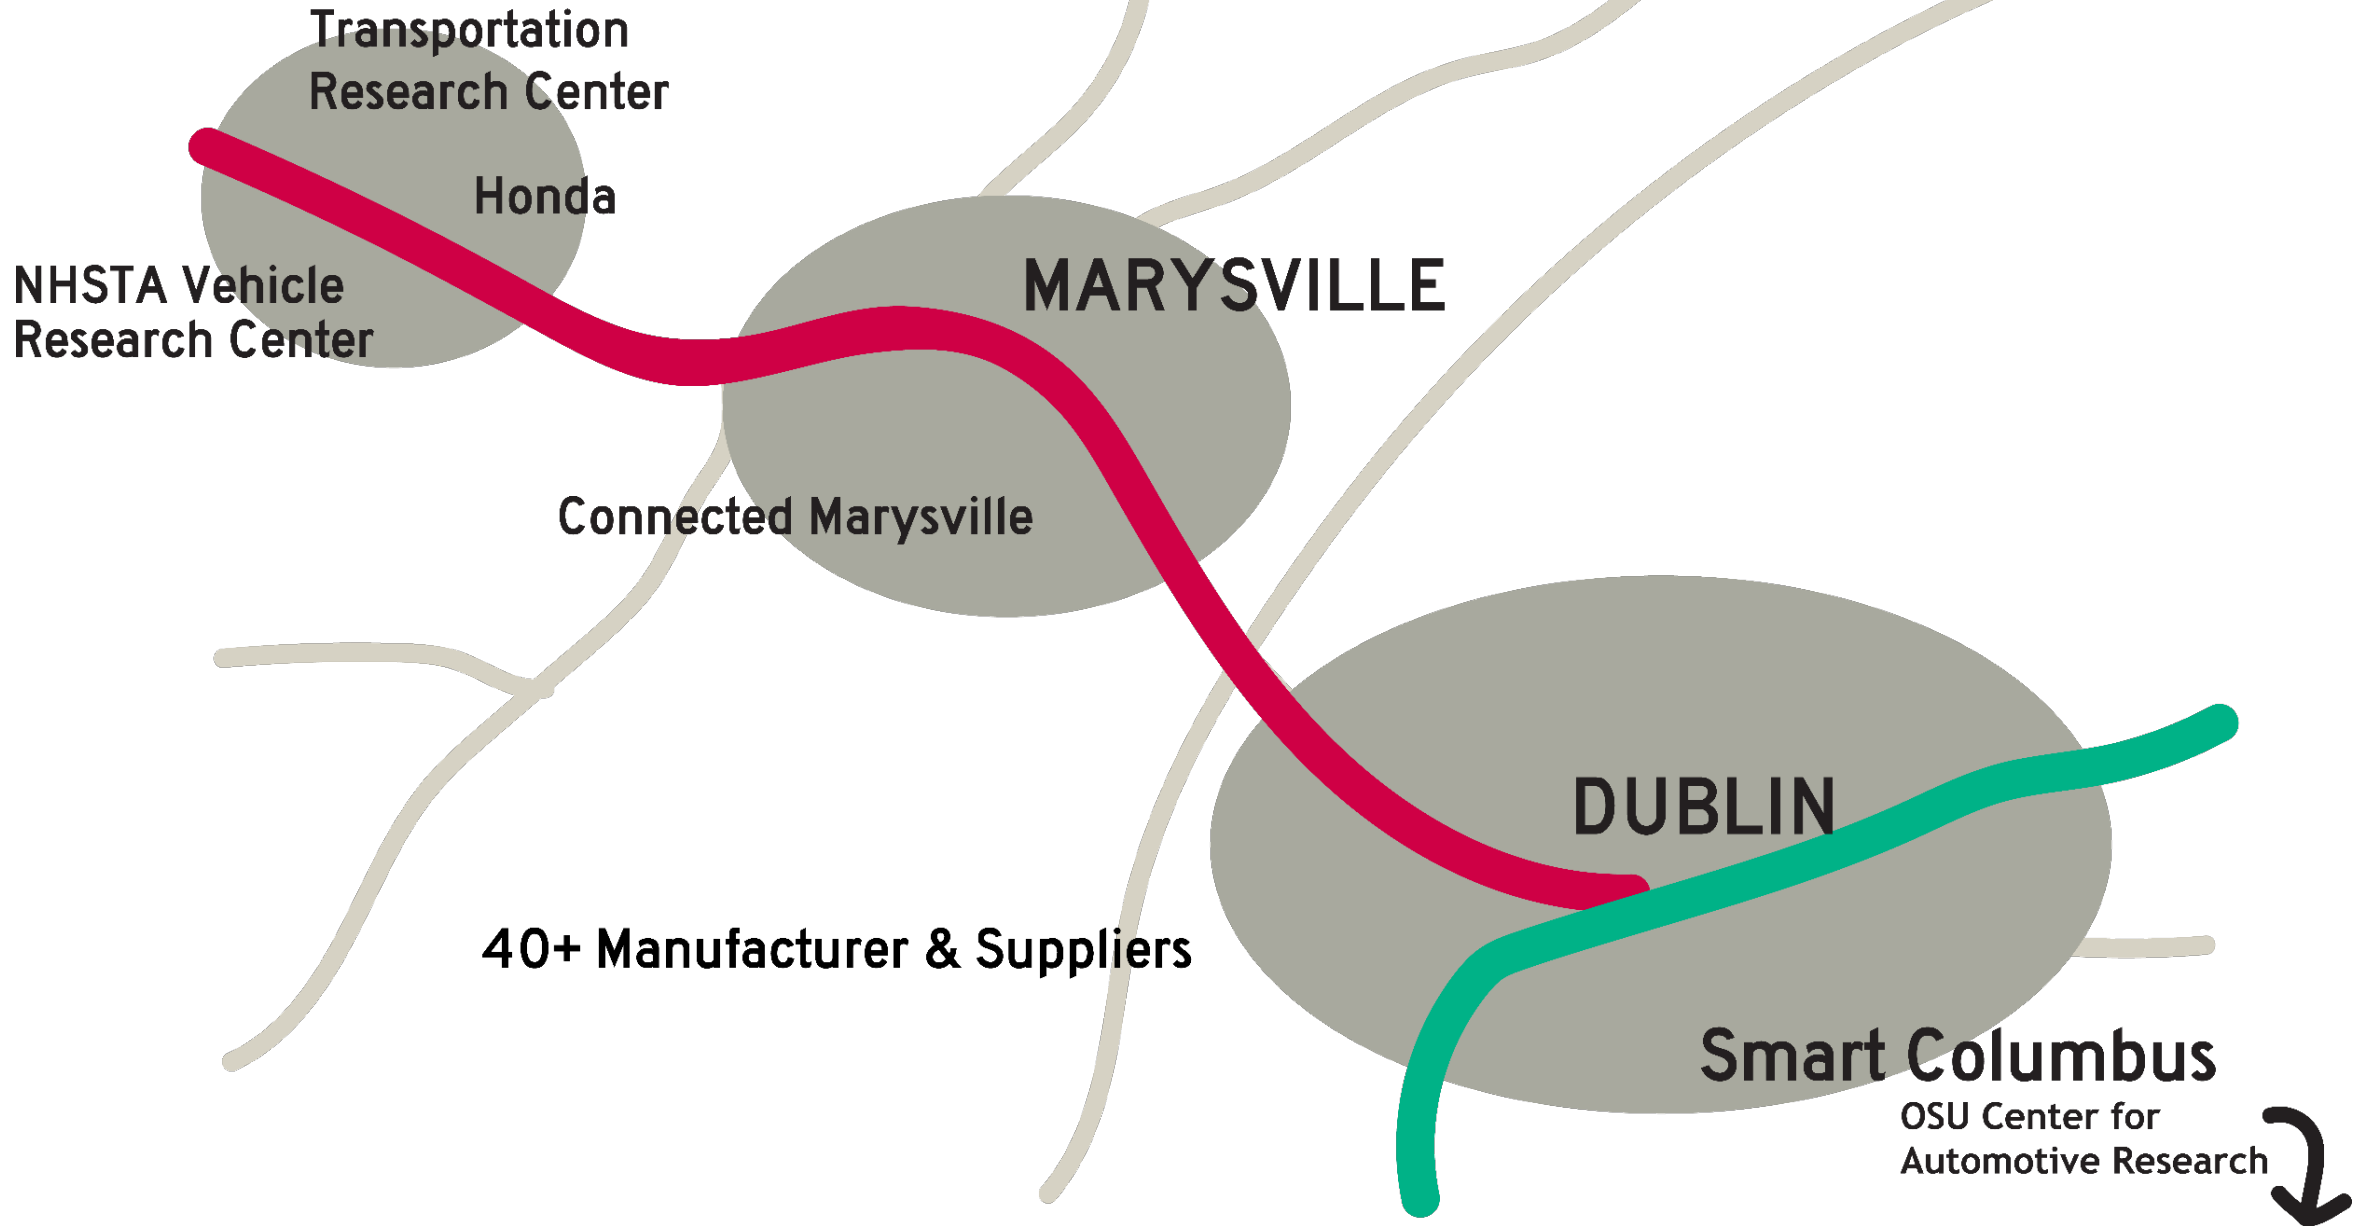 Transportation
Research Center
Honda
NHSTA Vehicle
Research Center
MARYSVILLE
Connected Marysville
DUBLIN
40+ Manufacturer & Suppliers
Smart Columbus
OSU Center for
Automotive Research